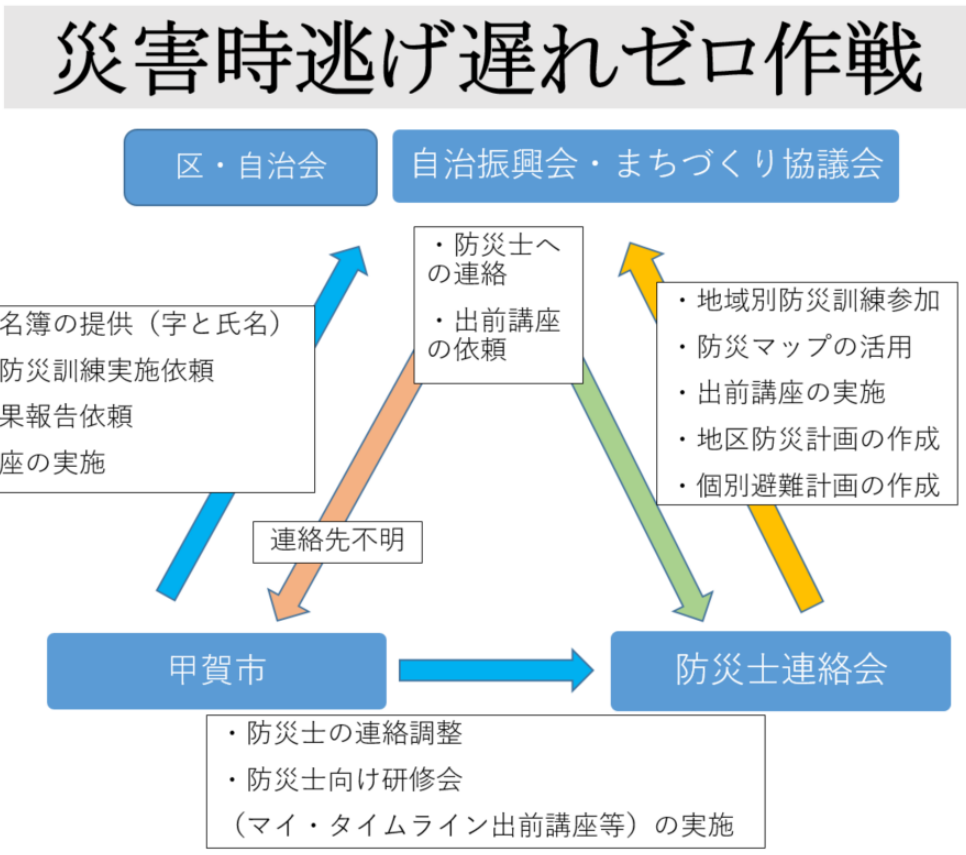 災害時逃げ遅れゼロ作戦
区・自治会
自治振興会・まちづくり協議会
・防災士へ
の連絡
・出前講座
の依頼
名簿の提供（字と氏名）
防災訓練実施依頼
果報告依頼
座の実施
・地域別防災訓練参加
・防災マップの活用
・出前講座の実施
・地区防災計画の作成
・個別避難計画の作成
連絡先不明
甲賀市
防災士連絡会
・防災士の連絡調整
・防災士向け研修会
（マイ・タイムライン出前講座等）の実施